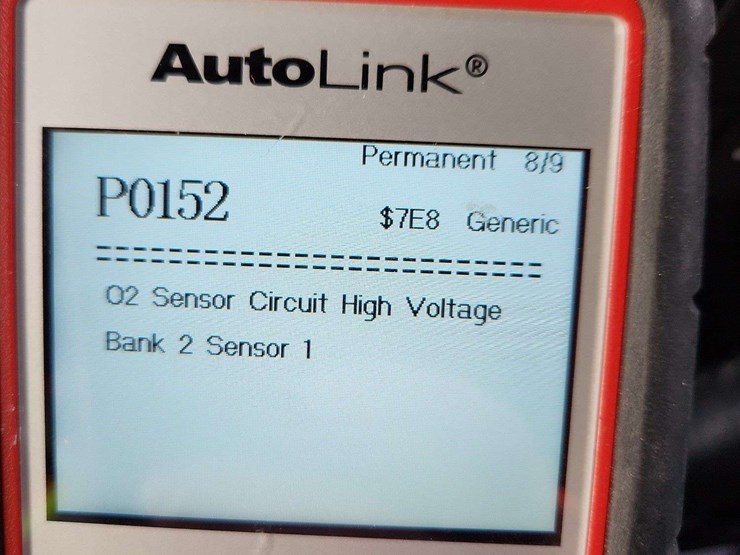 AutoLink®
Permanent 8/9
P0152
$7E8 Generic
==============================
O2 Sensor Circuit High Voltage
Bank 2 Sensor 1